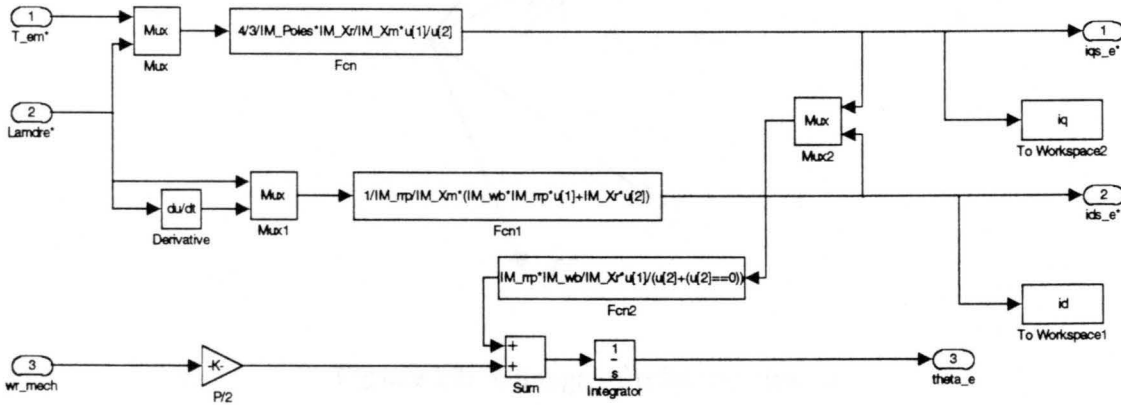 1
T_em*
Mux
Mux
4/3/IM_Poles*IM_Xr/IM_Xm*u[1]/u[2]
Fcn
1
iqs_e*
2
Lamdre*
Mux
Mux2
iq
To Workspace2
du/dt
Derivative
Mux
Mux1
1/IM_rrp/IM_Xm*(IM_wb*IM_rrp*u[1]+IM_Xr*u[2])
Fcn1
2
ids_e*
IM_rrp*IM_wb/IM_Xr*u[1]/(u[2]+(u[2]==0))
Fcn2
id
To Workspace1
3
wr_mech
-K-
P/2
+
+
Sum
1
s
Integrator
3
theta_e